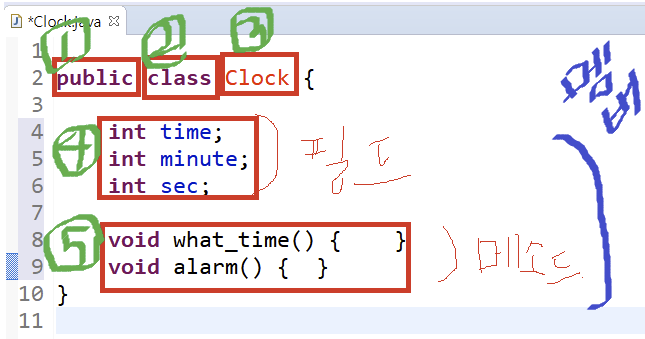 *Clock.java
① ② ③
1
2 public class Clock {
3
4 int time;
5 int minute;
6 int sec;
7
8 void what_time() { }
9 void alarm() { }
10 }
11
④
⑤
필드
메소드
멤버